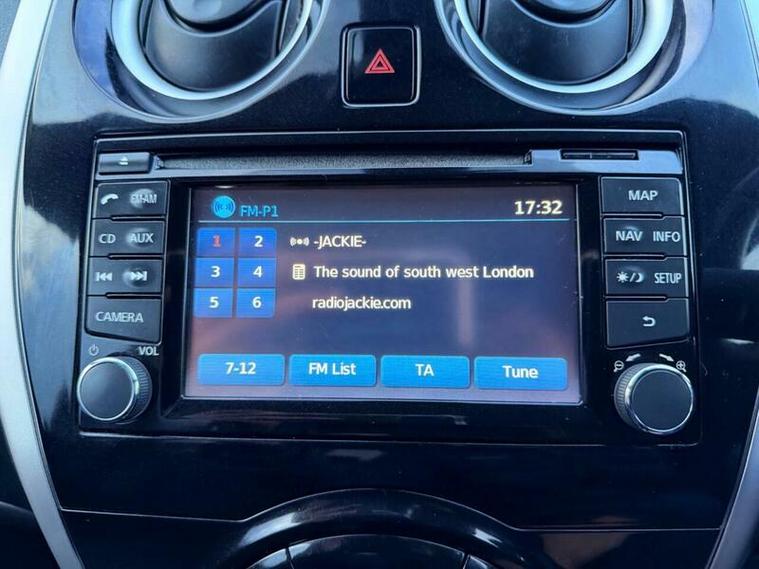 FM-P1 17:32
FM·AM
CD AUX
CAMERA
VOL
1 2 -JACKIE-
3 4 The sound of south west London
5 6 radiojackie.com
7-12 FM List TA Tune
MAP
NAV INFO
SETUP